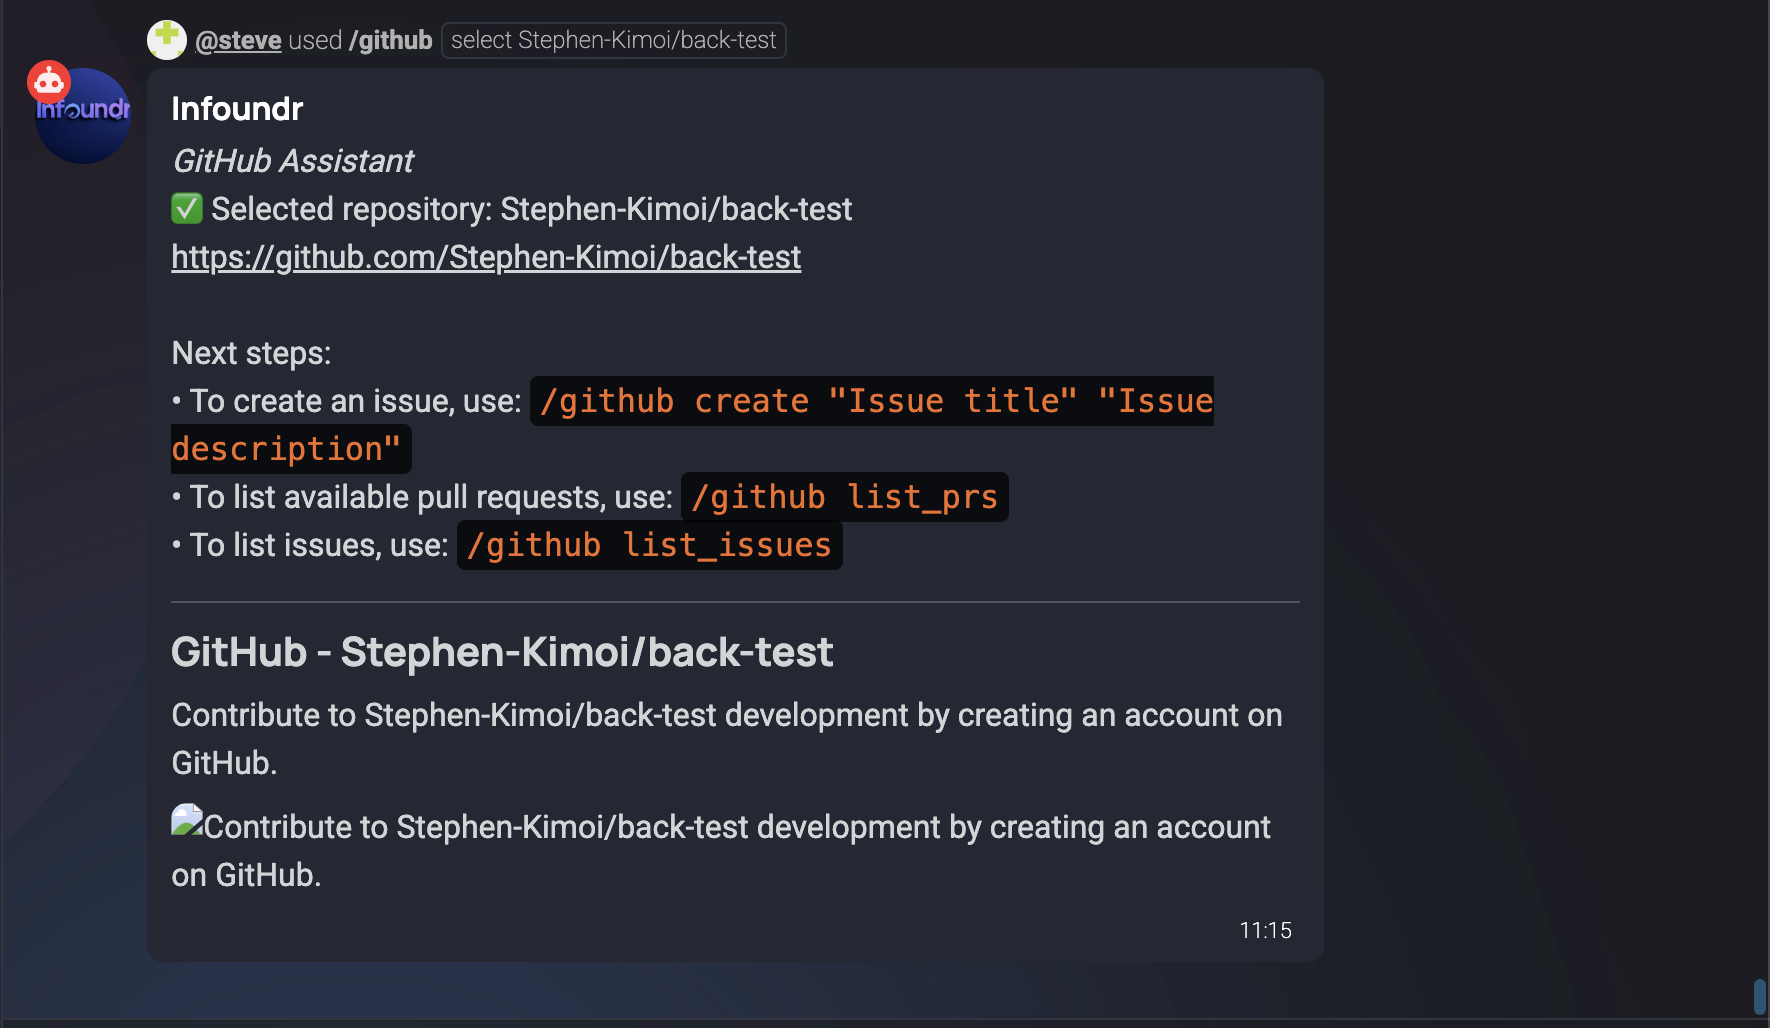 @steve used /github select Stephen-Kimoi/back-test
Infoundr
Infoundr
GitHub Assistant
✅ Selected repository: Stephen-Kimoi/back-test
https://github.com/Stephen-Kimoi/back-test
Next steps:
• To create an issue, use: /github create "Issue title" "Issue
description"
• To list available pull requests, use: /github list_prs
• To list issues, use: /github list_issues
GitHub - Stephen-Kimoi/back-test
Contribute to Stephen-Kimoi/back-test development by creating an account on
GitHub.
Contribute to Stephen-Kimoi/back-test development by creating an account
on GitHub.
11:15